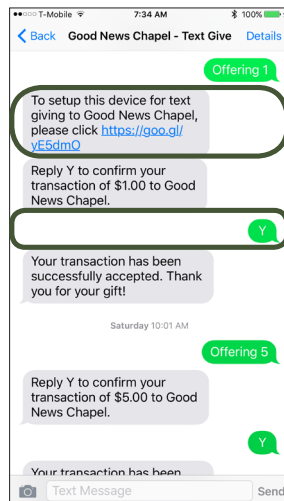 T-Mobile 7:34 AM 100%
Back Good News Chapel - Text Give Details
Offering 1
To setup this device for text
giving to Good News Chapel,
please click https://goo.gl/
yE5dmO
Reply Y to confirm your
transaction of $1.00 to Good
News Chapel.
Y
Your transaction has been
successfully accepted. Thank
you for your gift!
Saturday 10:01 AM
Offering 5
Reply Y to confirm your
transaction of $5.00 to Good
News Chapel.
Y
Your transaction has been
Text Message Send